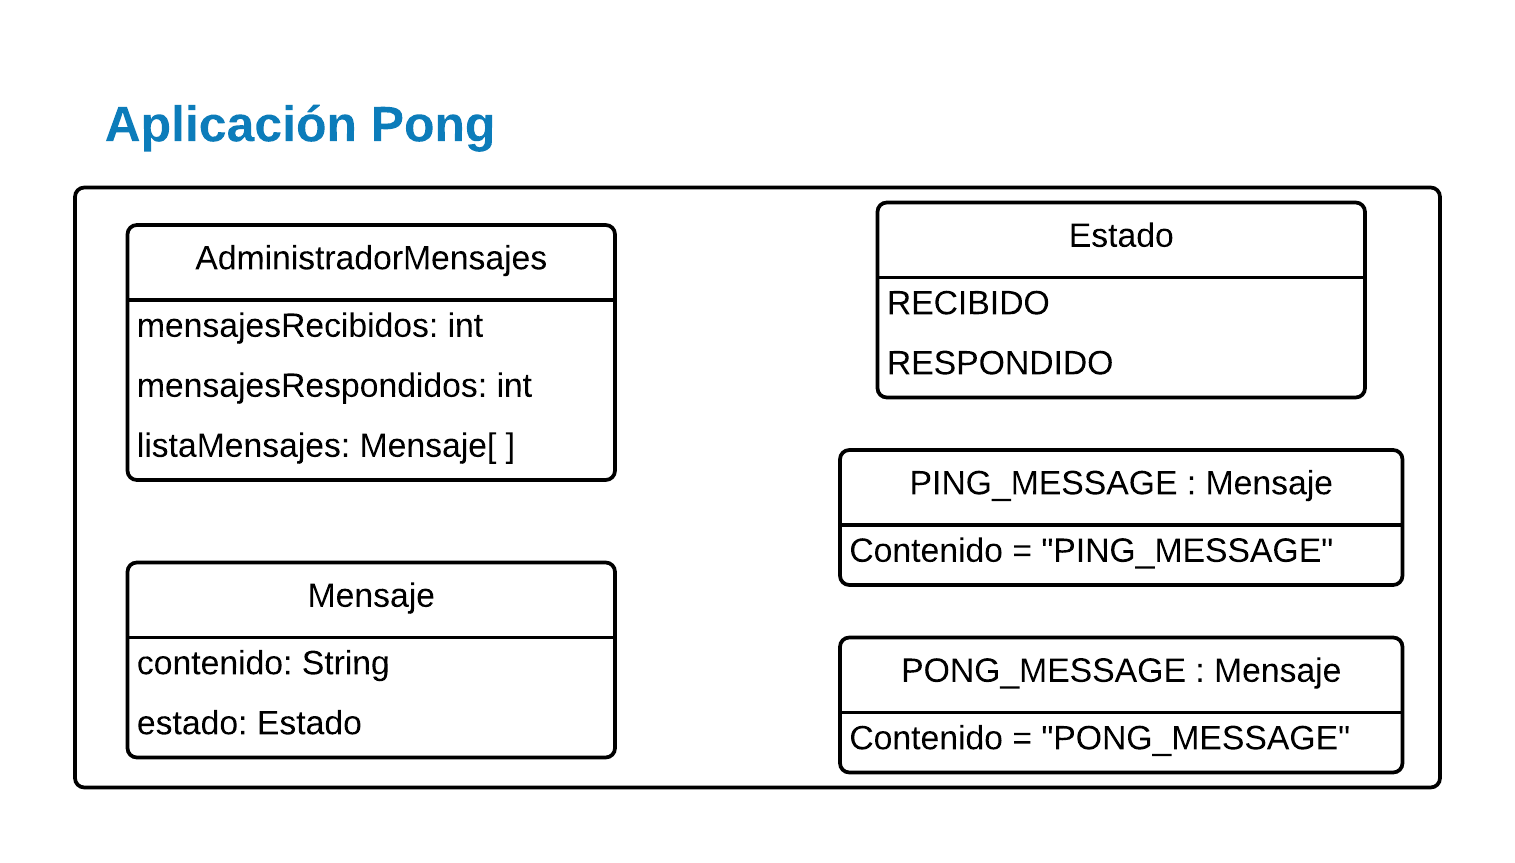 Aplicación Pong
AdministradorMensajes
mensajesRecibidos: int
mensajesRespondidos: int
listaMensajes: Mensaje[ ]
Mensaje
contenido: String
estado: Estado
Estado
RECIBIDO
RESPONDIDO
PING_MESSAGE : Mensaje
Contenido = "PING_MESSAGE"
PONG_MESSAGE : Mensaje
Contenido = "PONG_MESSAGE"